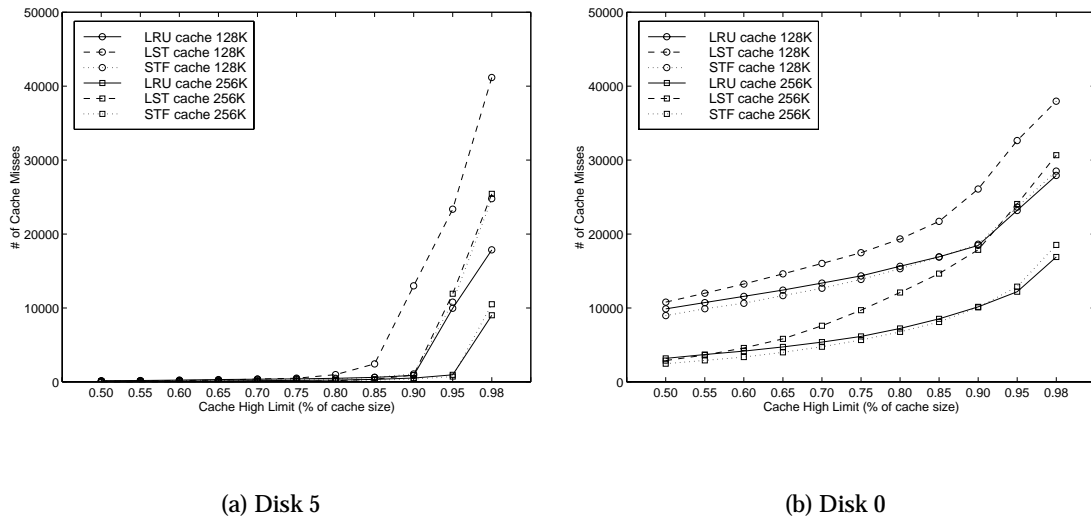 50000
40000
30000
20000
10000
0
# of Cache Misses
LRU cache 128K
LST cache 128K
STF cache 128K
LRU cache 256K
LST cache 256K
STF cache 256K
0.50 0.55 0.60 0.65 0.70 0.75 0.80 0.85 0.90 0.95 0.98
Cache High Limit (% of cache size)
(a) Disk 5
50000
40000
30000
20000
10000
0
# of Cache Misses
LRU cache 128K
LST cache 128K
STF cache 128K
LRU cache 256K
LST cache 256K
STF cache 256K
0.50 0.55 0.60 0.65 0.70 0.75 0.80 0.85 0.90 0.95 0.98
Cache High Limit (% of cache size)
(b) Disk 0